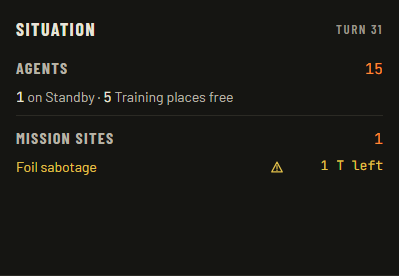 SITUATION TURN 31
AGENTS 15
1 on Standby · 5 Training places free
MISSION SITES 1
Foil sabotage ⚠ 1 T left